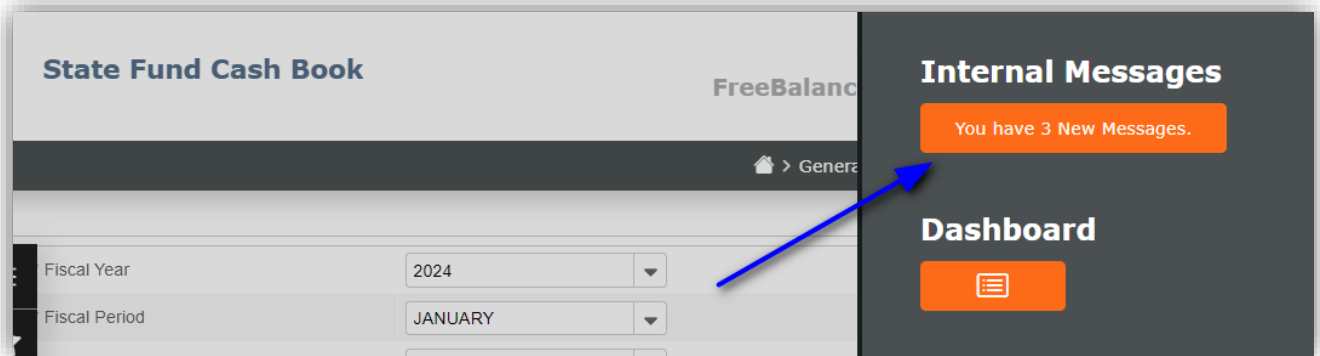 State Fund Cash Book
FreeBalanc
> Genera
Fiscal Year
2024
Fiscal Period
JANUARY
Internal Messages
You have 3 New Messages.
Dashboard